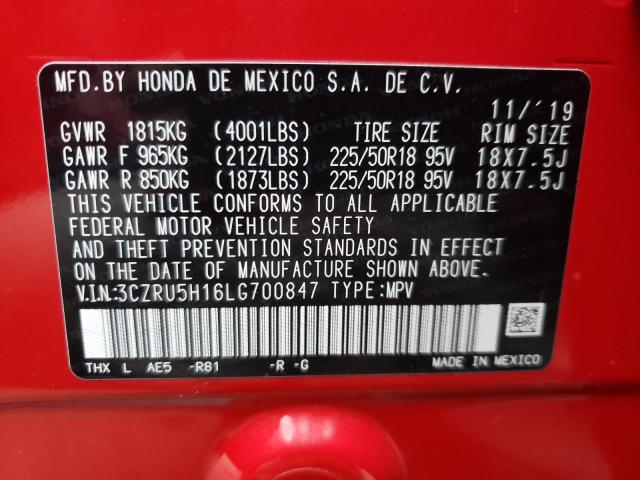 MFD.BY HONDA DE MEXICO S.A. DE C.V.
11/'19
GVWR 1815KG (4001LBS) TIRE SIZE RIM SIZE
GAWR F 965KG (2127LBS) 225/50R18 95V 18X7.5J
GAWR R 850KG (1873LBS) 225/50R18 95V 18X7.5J
THIS VEHICLE CONFORMS TO ALL APPLICABLE
FEDERAL MOTOR VEHICLE SAFETY
AND THEFT PREVENTION STANDARDS IN EFFECT
ON THE DATE OF MANUFACTURE SHOWN ABOVE.
V.I.N.:3CZRU5H16LG700847 TYPE:MPV
THX L AE5 -R81 -R -G MADE IN MEXICO